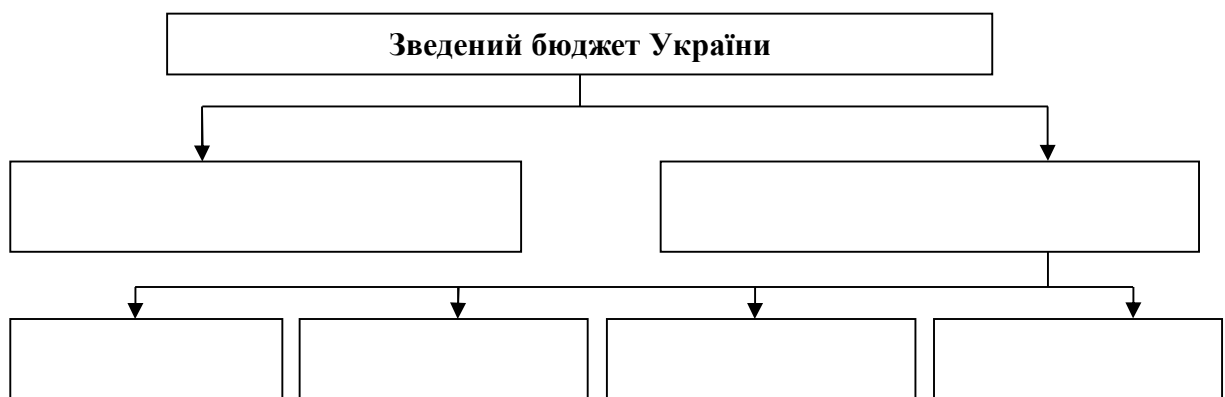 Зведений бюджет України